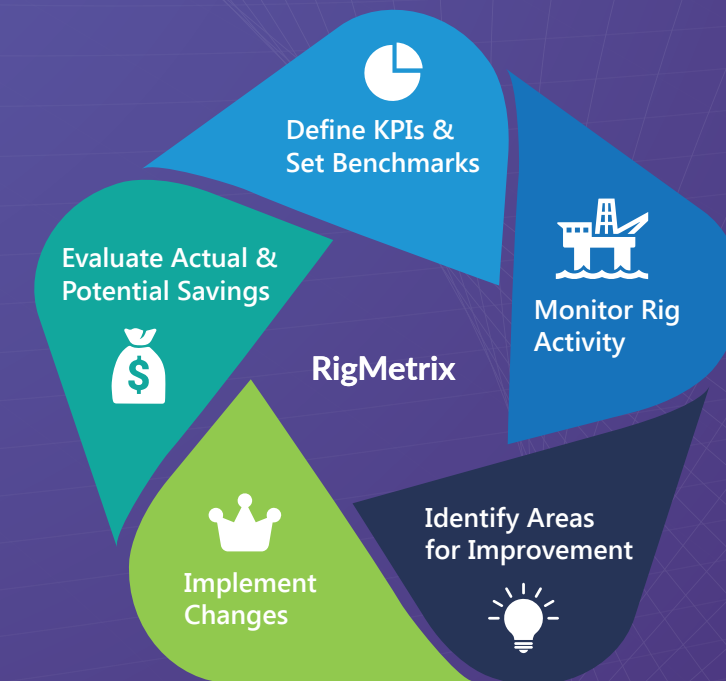 Define KPIs &
Set Benchmarks
Monitor Rig
Activity
Identify Areas
for Improvement
Implement
Changes
Evaluate Actual &
Potential Savings
$
RigMetrix